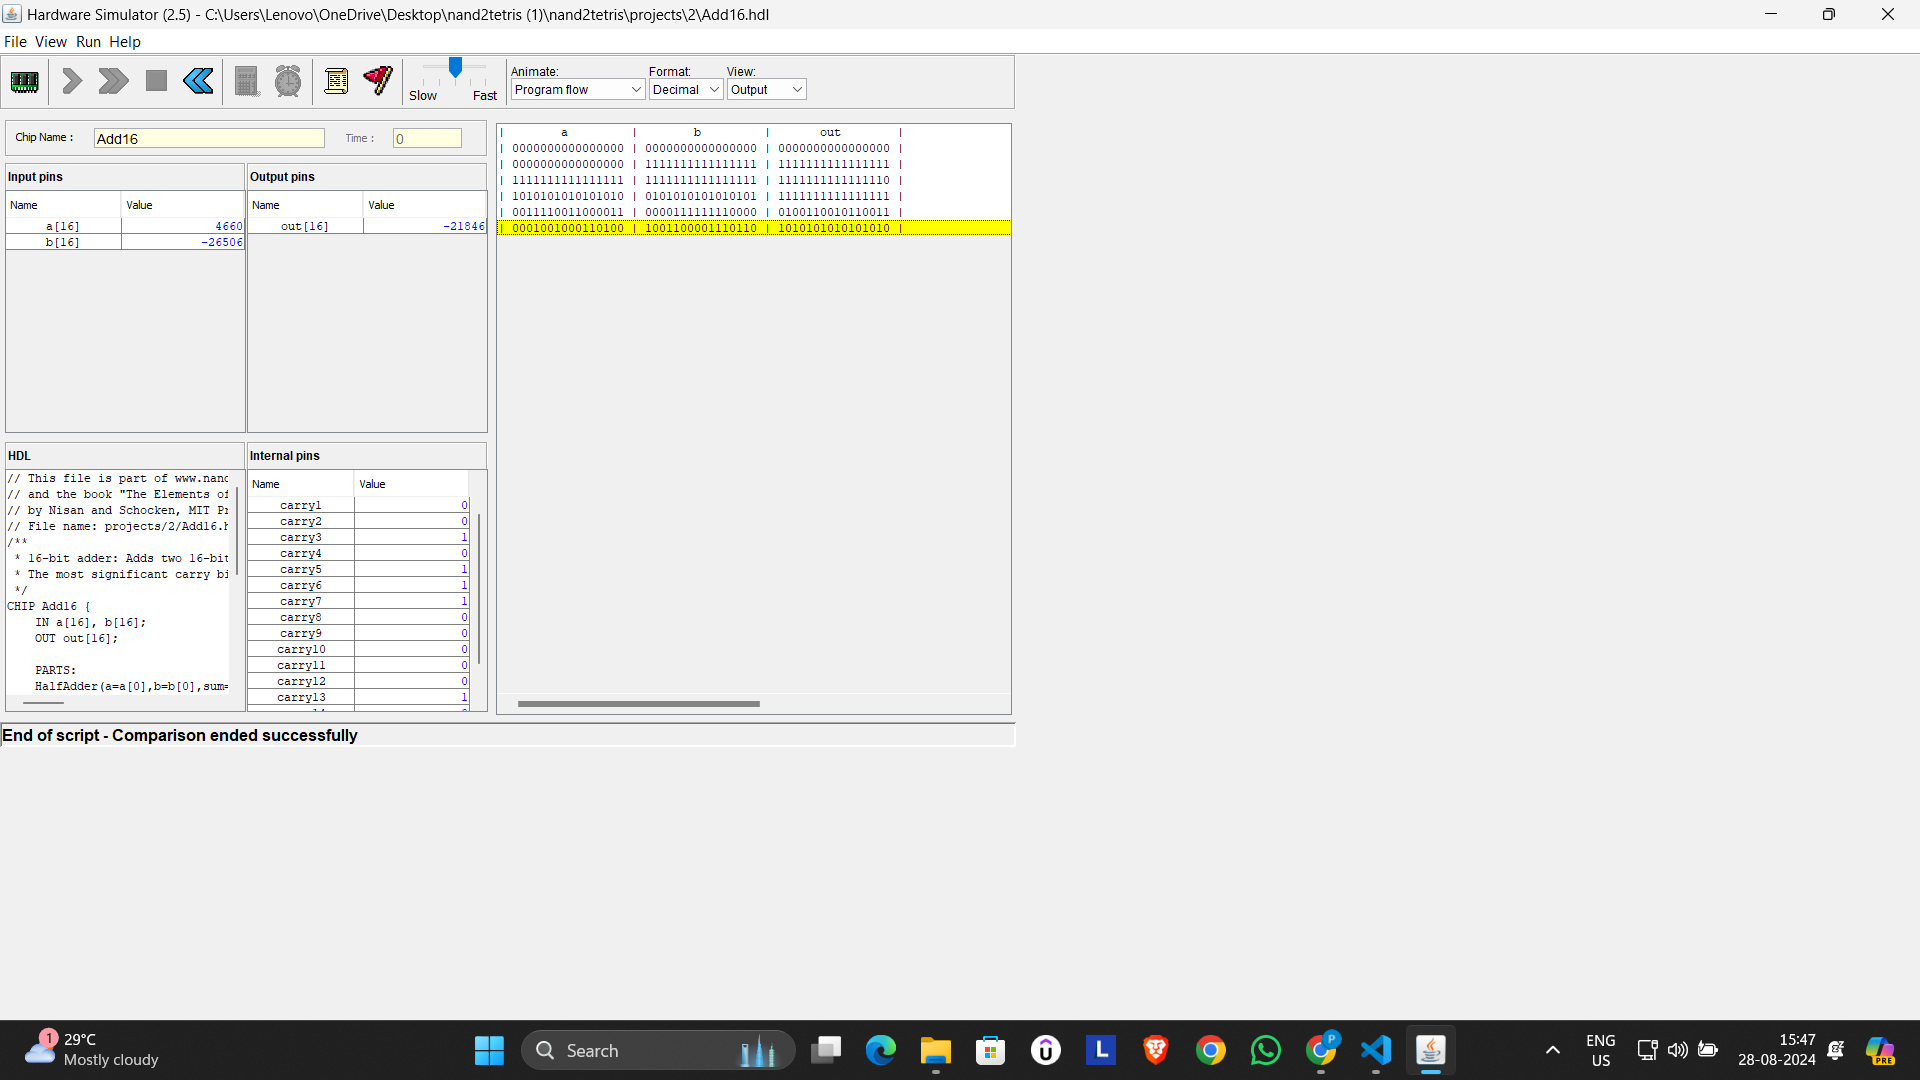 Hardware Simulator (2.5) - C:\Users\Lenovo\OneDrive\Desktop\nand2tetris (1)\nand2tetris\projects\2\Add16.hdl
File View Run Help
Slow Fast
Animate: Format: View:
Program flow Decimal Output
Chip Name : Add16 Time : 0
Input pins
Name Value
a[16] 4660
b[16] -26506
Output pins
Name Value
out[16] -21846
| a | b | out |
| 0000000000000000 | 0000000000000000 | 0000000000000000 |
| 0000000000000000 | 1111111111111111 | 1111111111111111 |
| 1111111111111111 | 1111111111111111 | 1111111111111110 |
| 1010101010101010 | 0101010101010101 | 1111111111111111 |
| 0011110011000011 | 0000111111110000 | 0100110010110011 |
| 0001001000110100 | 1001100001110110 | 1010101010101010 |
HDL
// This file is part of www.nand
// and the book "The Elements of
// by Nisan and Schocken, MIT Pr
// File name: projects/2/Add16.h
/**
* 16-bit adder: Adds two 16-bit
* The most significant carry bi
*/
CHIP Add16 {
IN a[16], b[16];
OUT out[16];
PARTS:
HalfAdder(a=a[0],b=b[0],sum=
Internal pins
Name Value
carry1 0
carry2 0
carry3 1
carry4 0
carry5 1
carry6 1
carry7 1
carry8 0
carry9 0
carry10 0
carry11 0
carry12 0
carry13 1
End of script - Comparison ended successfully
1
29°C
Mostly cloudy
Search
L
P
ENG
US
15:47
28-08-2024
PRE